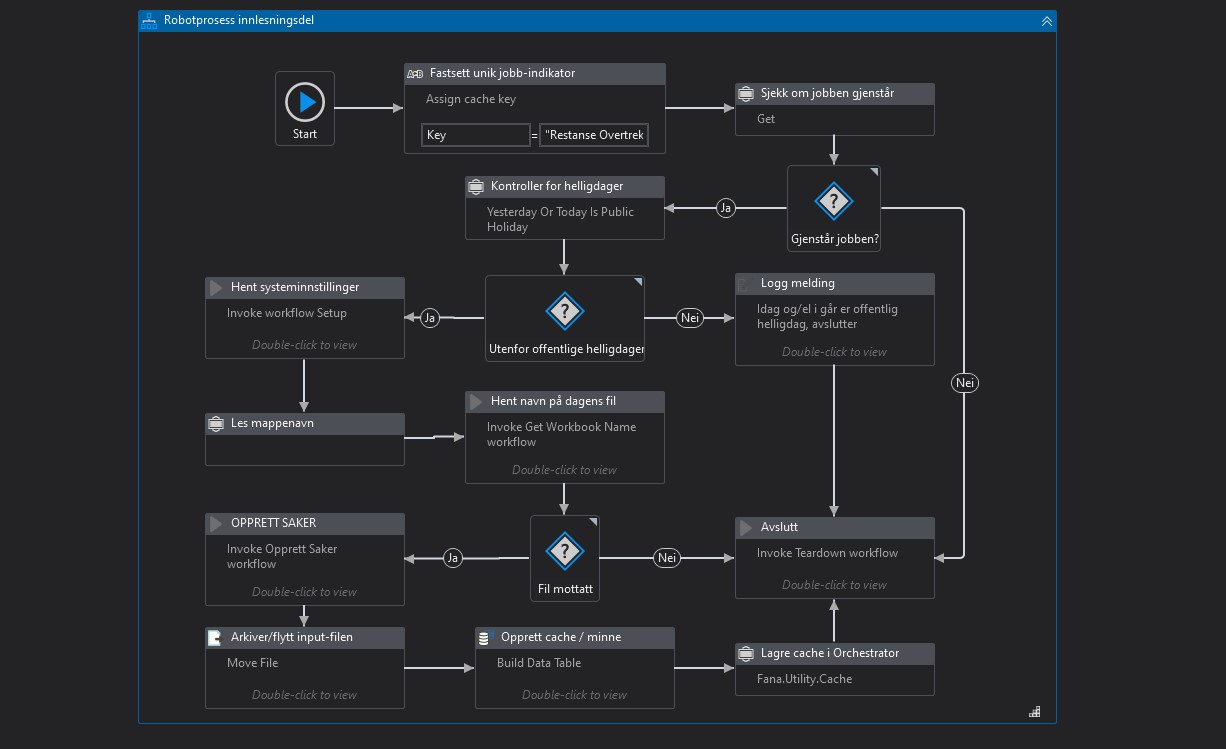 Robotprosess innlesningsdel
Start
A+B Fastsett unik jobb-indikator
Assign cache key
Key = "Restanse Overtrek
Sjekk om jobben gjenstår
Get
Gjenstår jobben?
Ja
Nei
Kontroller for helligdager
Yesterday Or Today Is Public
Holiday
Utenfor offentlige helligdager
Ja
Nei
Logg melding
Idag og/el i går er offentlig
helligdag, avslutter
Double-click to view
Hent systeminnstillinger
Invoke workflow Setup
Double-click to view
Les mappenavn
Hent navn på dagens fil
Invoke Get Workbook Name
workflow
Double-click to view
Fil mottatt
Ja
Nei
OPPRETT SAKER
Invoke Opprett Saker
workflow
Double-click to view
Avslutt
Invoke Teardown workflow
Double-click to view
Arkiver/flytt input-filen
Move File
Double-click to view
Opprett cache / minne
Build Data Table
Double-click to view
Lagre cache i Orchestrator
Fana.Utility.Cache